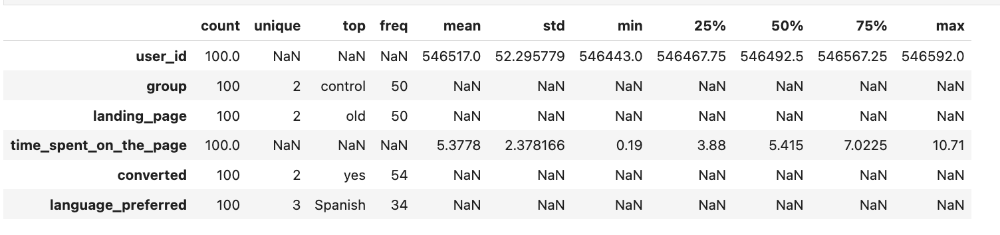 count unique top freq mean std min 25% 50% 75% max
user_id 100.0 NaN NaN NaN 546517.0 52.295779 546443.0 546467.75 546492.5 546567.25 546592.0
group 100 2 control 50 NaN NaN NaN NaN NaN NaN NaN
landing_page 100 2 old 50 NaN NaN NaN NaN NaN NaN NaN
time_spent_on_the_page 100.0 NaN NaN NaN 5.3778 2.378166 0.19 3.88 5.415 7.0225 10.71
converted 100 2 yes 54 NaN NaN NaN NaN NaN NaN NaN
language_preferred 100 3 Spanish 34 NaN NaN NaN NaN NaN NaN NaN